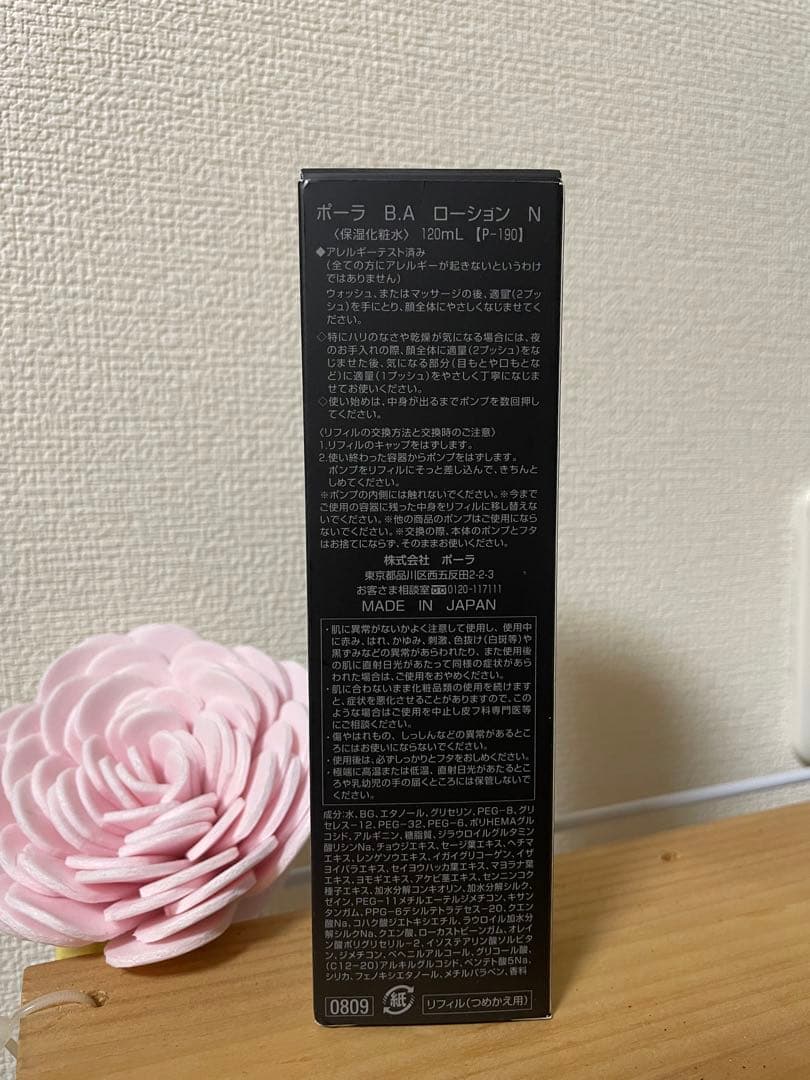 ポーラ B.A ローション N
〈保湿化粧水〉 120mL 【P-190】
◆アレルギーテスト済み
(全ての方にアレルギーが起きないというわけ
ではありません)
ウォッシュ、またはマッサージの後、適量(2プッ
シュ)を手にとり、顔全体にやさしくなじませてく
ださい。
◇特にハリのなさや乾燥が気になる場合には、夜
のお手入れの際、顔全体に適量(2プッシュ)をな
じませた後、気になる部分(目もとや口もとな
ど)に適量(1プッシュ)をやさしく丁寧になじま
せてお使いください。
◇使い始めは、中身が出るまでポンプを数回押し
てください。
〈リフィルの交換方法と交換時のご注意〉
1.リフィルのキャップをはずします。
2.使い終わった容器からポンプをはずします。
ポンプをリフィルにそっと差し込んで、きちんと
しめてください。
※ポンプの内側には触れないでください。※今まで
ご使用の容器に残った中身をリフィルに移し替えな
いでください。※他の商品のポンプはご使用になら
ないでください。※交換の際、本体のポンプとフタ
はお捨てにならず、そのままお使いください。
株式会社 ポーラ
東京都品川区西五反田2-2-3
お客さま相談室 0120-117111
MADE IN JAPAN
・肌に異常がないかよく注意して使用し、使用中
に赤み、はれ、かゆみ、刺激、色抜け(白斑等)や
黒ずみなどの異常があらわれたり、また使用後
の肌に直射日光があたって同様の症状があら
われた場合は、ご使用をおやめください。
・肌に合わないまま化粧品類の使用を続けます
と、症状を悪化させることがありますので、この
ような場合はご使用を中止し皮フ科専門医等
にご相談ください。
・傷やはれもの、しっしんなどの異常があるとこ
ろにはお使いにならないでください。
・使用後は、必ずしっかりとフタをおしめください。
・極端に高温または低温、直射日光があたるとこ
ろや乳幼児の手の届くところには保管しないで
ください。
成分:水、BG、エタノール、グリセリン、PEG-8、グリ
セレス-12、PEG-32、PEG-6、ポリHEMAグル
コシド、アルギニン、糖脂質、ジラウロイルグルタミン
酸リシンNa、チョウジエキス、セージ葉エキス、ヘチマ
エキス、レンゲソウエキス、イガイグリコーゲン、イザ
ヨイバラエキス、セイヨウハッカ葉エキス、マヨラナ葉
エキス、ヨモギエキス、アケビ茎エキス、センニンコク
種子エキス、加水分解コンキオリン、加水分解シルク、
ゼイン、PEG-11メチルエーテルジメチコン、キサン
タンガム、PPG-6デシルテトラデセス-20、クエン
酸Na、コハク酸ジエトキシエチル、ラウロイル加水分
解シルクNa、クエン酸、ローカストビーンガム、オレイ
ン酸ポリグリセリル-2、イソステアリン酸ソルビタ
ン、ジメチコン、ベヘニルアルコール、グリコール酸、
(C12-20)アルキルグルコシド、ペンテト酸5Na、
シリカ、フェノキシエタノール、メチルパラベン、香料
0809 紙 リフィル(つめかえ用)